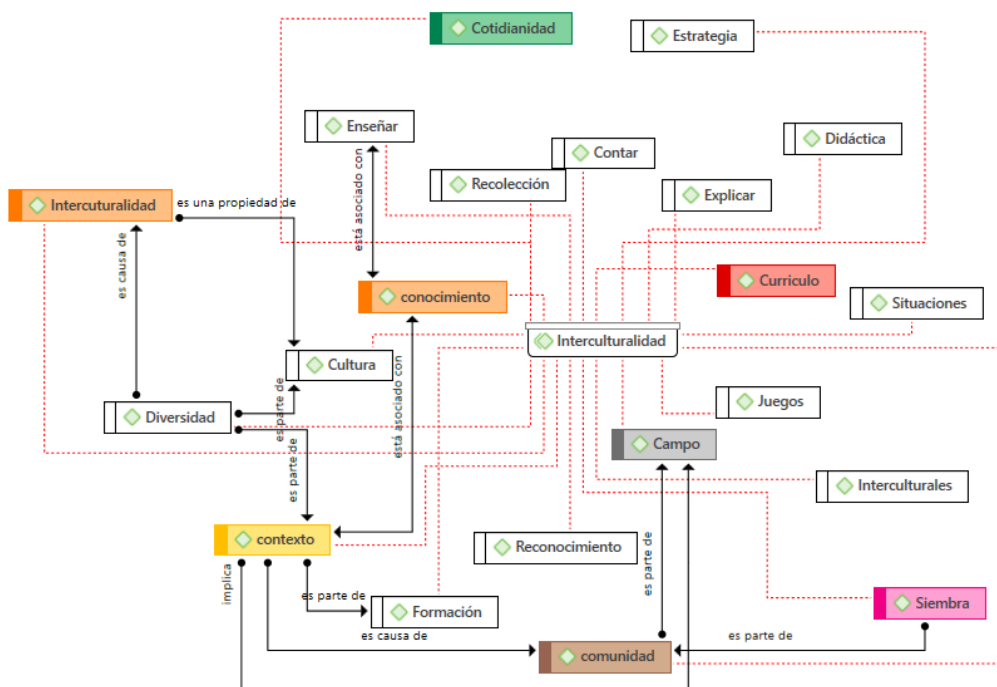 Cotidianidad
Estrategia
Enseñar
Contar
Didáctica
Recolección
Explicar
Intercuturalidad
es una propiedad de
está asociado con
es causa de
conocimiento
Curriculo
Situaciones
Interculturalidad
Cultura
es parte de
está asociado con
Diversidad
Juegos
es parte de
Campo
Interculturales
contexto
Reconocimiento
es parte de
implica
es parte de
Formación
Siembra
es causa de
es parte de
comunidad